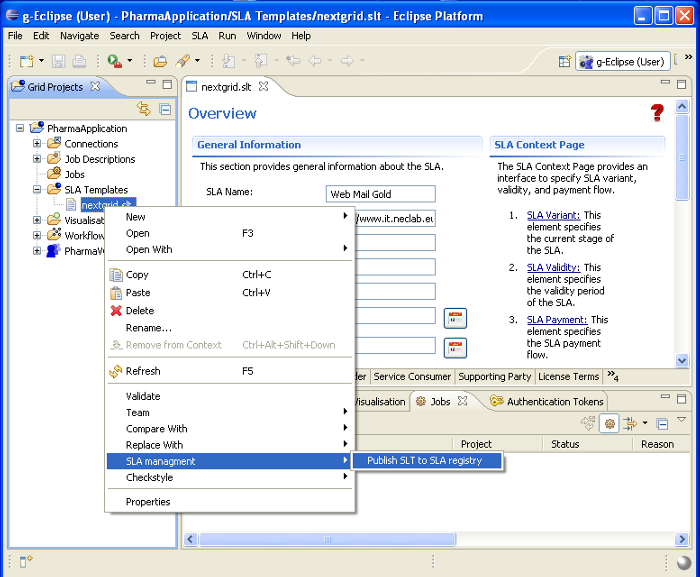 g-Eclipse (User) - PharmaApplication/SLA Templates/nextgrid.slt - Eclipse Platform
File Edit Navigate Search Project SLA Run Window Help
g-Eclipse (User)
Grid Projects
nextgrid.slt
PharmaApplication
Connections
Job Descriptions
Jobs
SLA Templates
nextgrid.slt
Visualisat
Workflow
PharmaV
Overview
General Information
This section provides general information about the SLA.
SLA Name:
Web Mail Gold
/www.it.neclab.eu
SLA Context Page
The SLA Context Page provides an
interface to specify SLA variant,
validity, and payment flow.
1. SLA Variant: This
element specifies
the current stage of
the SLA.
2. SLA Validity: This
element specifies
the validity period
of the SLA.
3. SLA Payment: This
element specifies
the SLA payment
flow.
New
Open F3
Open With
Copy Ctrl+C
Paste Ctrl+V
Delete
Rename...
Remove from Context Ctrl+Alt+Shift+Down
Refresh F5
Validate
Team
Compare With
Replace With
SLA managment
Checkstyle
Properties
Publish SLT to SLA registry
der Service Consumer Supporting Party License Terms »4
Visualisation Jobs Authentication Tokens
Project Status Reason